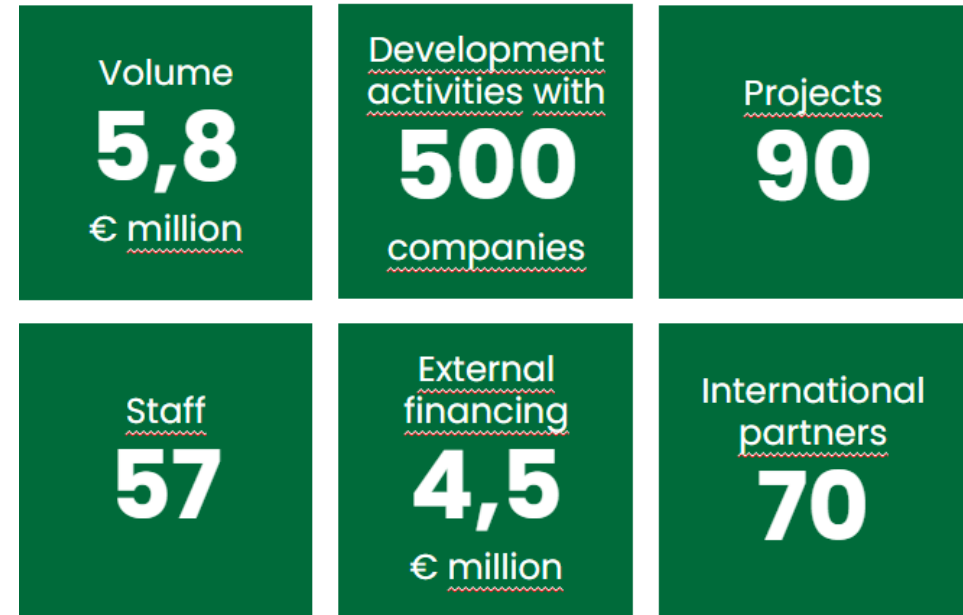 Volume
5,8
€ million
Development
activities with
500
companies
Projects
90
Staff
57
External
financing
4,5
€ million
International
partners
70